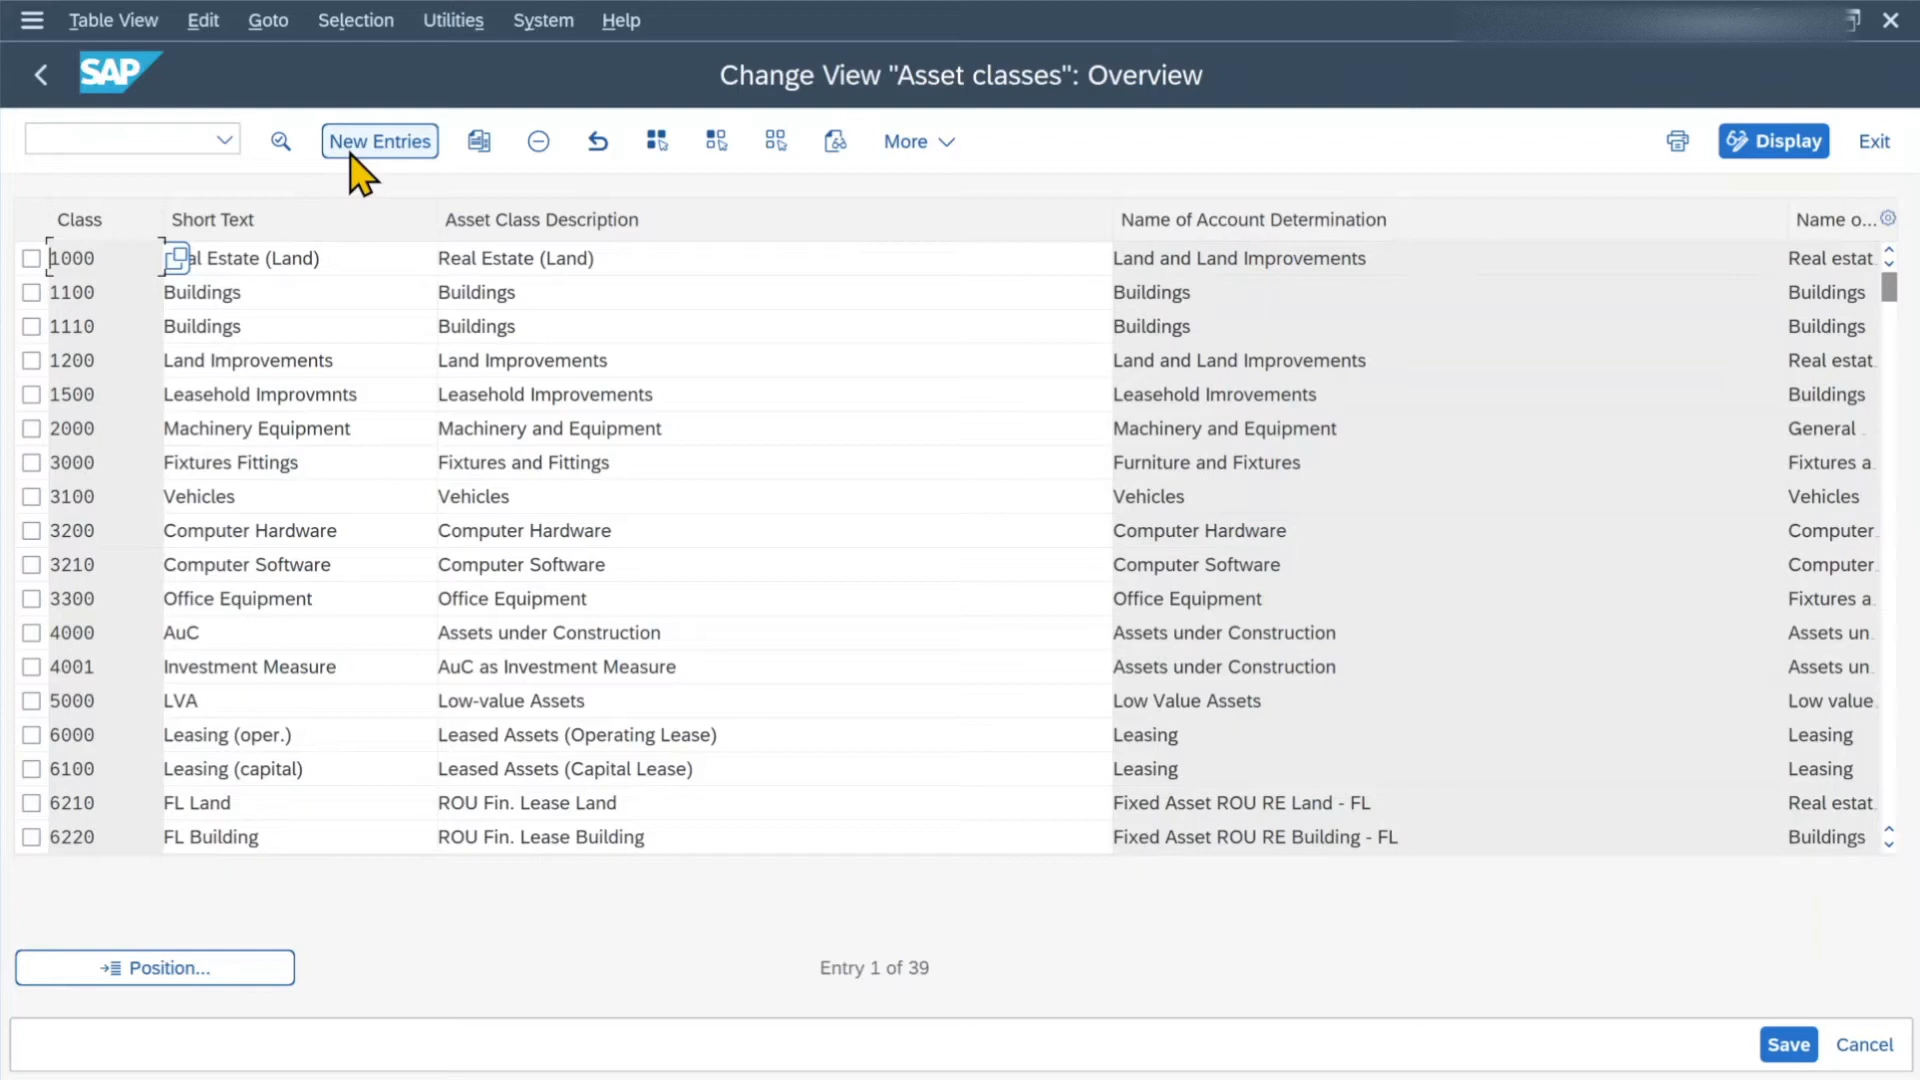 Table View Edit Goto Selection Utilities System Help
SAP Change View "Asset classes": Overview
New Entries More Display Exit
Class Short Text Asset Class Description Name of Account Determination Name o...
1000 al Estate (Land) Real Estate (Land) Land and Land Improvements Real estat
1100 Buildings Buildings Buildings Buildings
1110 Buildings Buildings Buildings Buildings
1200 Land Improvements Land Improvements Land and Land Improvements Real estat
1500 Leasehold Improvmnts Leasehold Improvements Leasehold Imrovements Buildings
2000 Machinery Equipment Machinery and Equipment Machinery and Equipment General
3000 Fixtures Fittings Fixtures and Fittings Furniture and Fixtures Fixtures a
3100 Vehicles Vehicles Vehicles Vehicles
3200 Computer Hardware Computer Hardware Computer Hardware Computer
3210 Computer Software Computer Software Computer Software Computer
3300 Office Equipment Office Equipment Office Equipment Fixtures a
4000 AuC Assets under Construction Assets under Construction Assets un
4001 Investment Measure AuC as Investment Measure Assets under Construction Assets un
5000 LVA Low-value Assets Low Value Assets Low value
6000 Leasing (oper.) Leased Assets (Operating Lease) Leasing Leasing
6100 Leasing (capital) Leased Assets (Capital Lease) Leasing Leasing
6210 FL Land ROU Fin. Lease Land Fixed Asset ROU RE Land - FL Real estat
6220 FL Building ROU Fin. Lease Building Fixed Asset ROU RE Building - FL Buildings
Position... Entry 1 of 39
Save Cancel